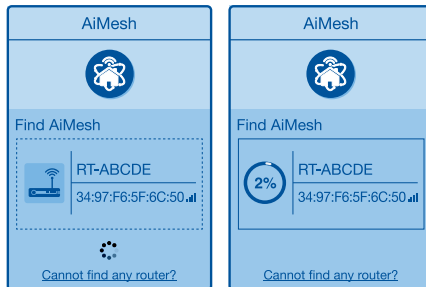 AiMesh
Find AiMesh
RT-ABCDE
34:97:F6:5F:6C:50
Cannot find any router?
AiMesh
Find AiMesh
2%
RT-ABCDE
34:97:F6:5F:6C:50
Cannot find any router?